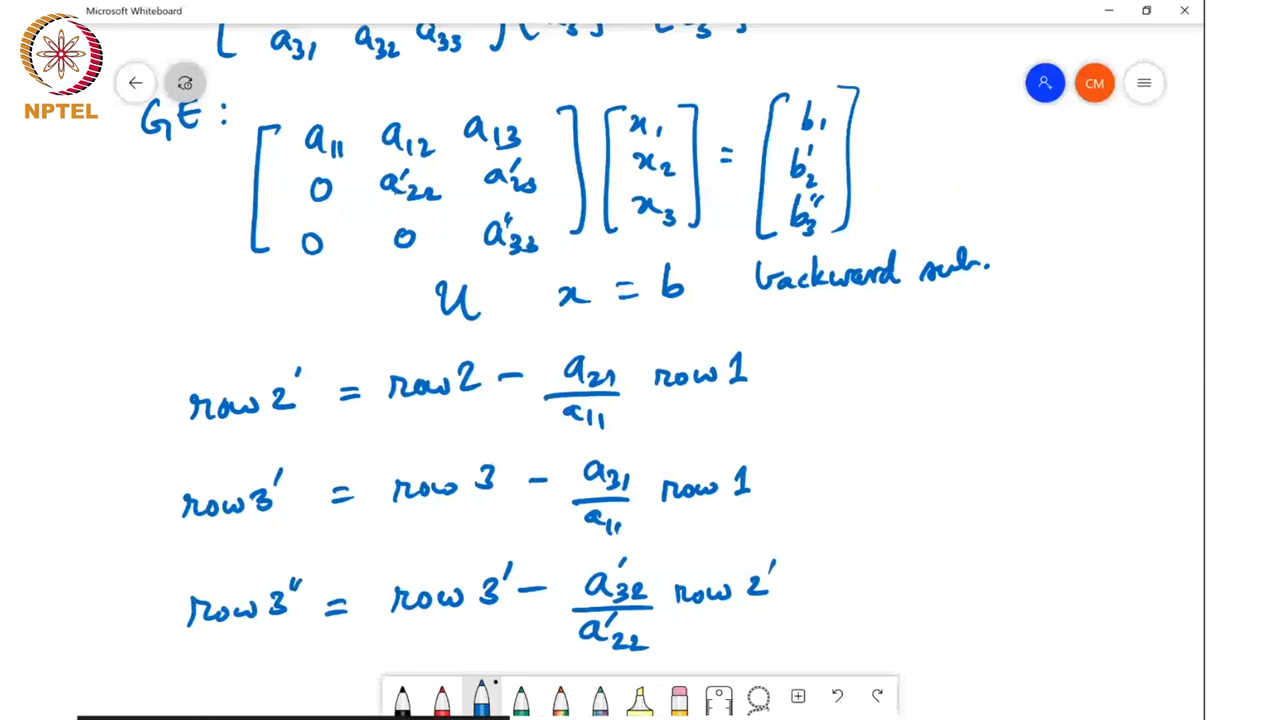 Microsoft Whiteboard
NPTEL
CM
a31 a32 a33
GE :
a11 a12 a13 x1 b1
0 a'22 a'23 x2 = b2'
0 0 a"33 x3 b3"
U x = b backward sub.
row 2' = row 2 - a21/a11 row 1
row 3' = row 3 - a31/a11 row 1
row 3" = row 3' - a'32/a'22 row 2'